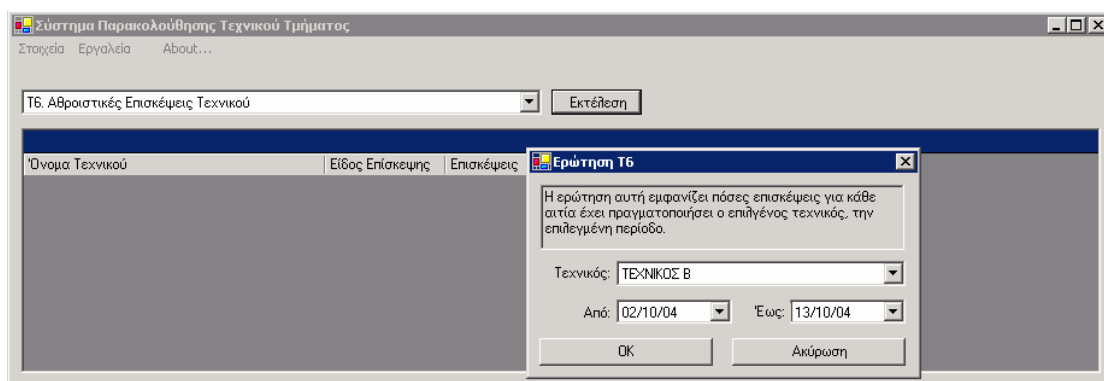 Σύστημα Παρακολούθησης Τεχνικού Τμήματος
Στοιχεία Εργαλεία About...
T6. Αθροιστικές Επισκέψεις Τεχνικού Εκτέλεση
Όνομα Τεχνικού Είδος Επίσκεψης Επισκέψεις
Ερώτηση T6
Η ερώτηση αυτή εμφανίζει πόσες επισκέψεις για κάθε
αιτία έχει πραγματοποιήσει ο επιλγένος τεχνικός, την
επιλεγμένη περίοδο.
Τεχνικός: ΤΕΧΝΙΚΟΣ Β
Από: 02/10/04 Έως: 13/10/04
OK Ακύρωση